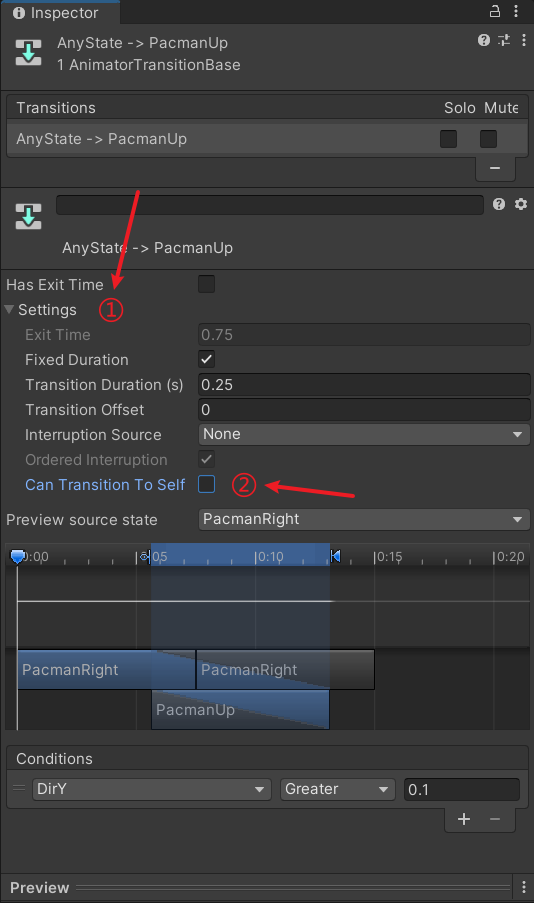 Inspector
AnyState -> PacmanUp
1 AnimatorTransitionBase
Transitions Solo Mute
AnyState -> PacmanUp
AnyState -> PacmanUp
Has Exit Time
Settings ①
Exit Time 0.75
Fixed Duration
Transition Duration (s) 0.25
Transition Offset 0
Interruption Source None
Ordered Interruption
Can Transition To Self ②
Preview source state PacmanRight
0:00 0:05 0:10 0:15 0:20
PacmanRight PacmanRight
PacmanUp
Conditions
DirY Greater 0.1
Preview